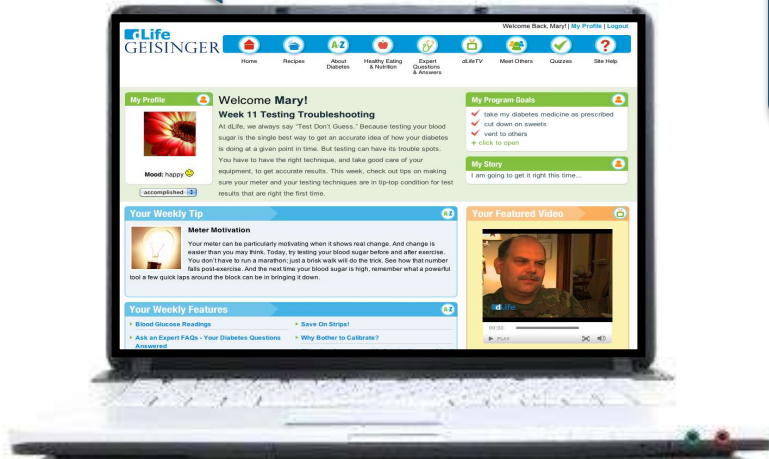 Welcome Back, Mary! | My Profile | Logout
dLife
GEISINGER
Home
Recipes
A-Z
About
Diabetes
Healthy Eating
& Nutrition
Expert
Questions
& Answers
dLifeTV
Meet Others
Quizzes
?
Site Help
My Profile
Mood: happy
accomplished
Welcome Mary!
Week 11 Testing Troubleshooting
At dLife, we always say "Test Don't Guess." Because testing your blood
sugar is the single best way to get an accurate idea of how your diabetes
is doing at a given point in time. But testing can have its trouble spots.
You have to have the right technique, and take good care of your
equipment, to get accurate results. This week, check out tips on making
sure your meter and your testing techniques are in tip-top condition for test
results that are right the first time.
My Program Goals
take my diabetes medicine as prescribed
cut down on sweets
vent to others
+ click to open
My Story
I am going to get it right this time...
Your Weekly Tip
A-Z
Meter Motivation
Your meter can be particularly motivating when it shows real change. And change is
easier than you may think. Today, try testing your blood sugar before and after exercise.
You don't have to run a marathon; just a brisk walk will do the trick. See how that number
falls post-exercise. And the next time your blood sugar is high, remember what a powerful
tool a few quick laps around the block can be in bringing it down.
Your Featured Video
dLife
00:00
PLAY
Your Weekly Features
A-Z
Blood Glucose Readings
Save On Strips!
Ask an Expert FAQs - Your Diabetes Questions
Answered
Why Bother to Calibrate?